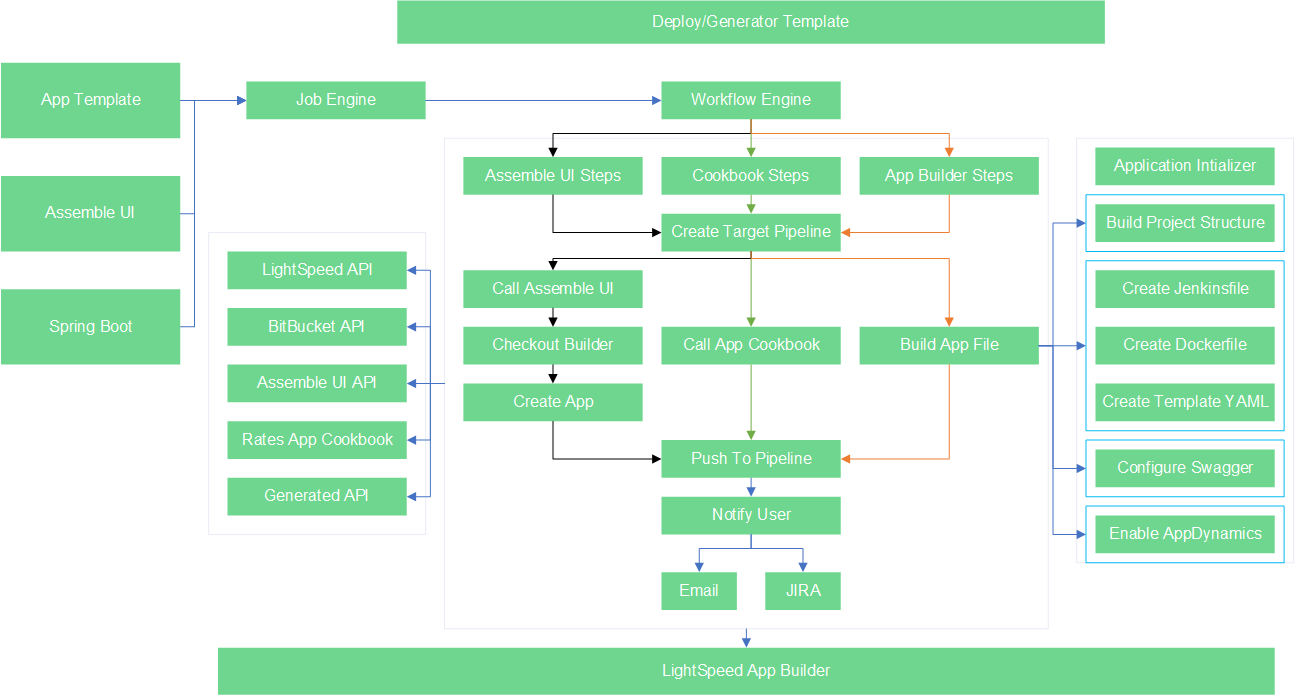 Deploy/Generator Template
App Template
Job Engine
Workflow Engine
Assemble UI
Spring Boot
LightSpeed API
BitBucket API
Assemble UI API
Rates App Cookbook
Generated API
Assemble UI Steps
Cookbook Steps
App Builder Steps
Create Target Pipeline
Call Assemble UI
Checkout Builder
Call App Cookbook
Build App File
Create App
Push To Pipeline
Notify User
Email
JIRA
Application Intializer
Build Project Structure
Create Jenkinsfile
Create Dockerfile
Create Template YAML
Configure Swagger
Enable AppDynamics
LightSpeed App Builder